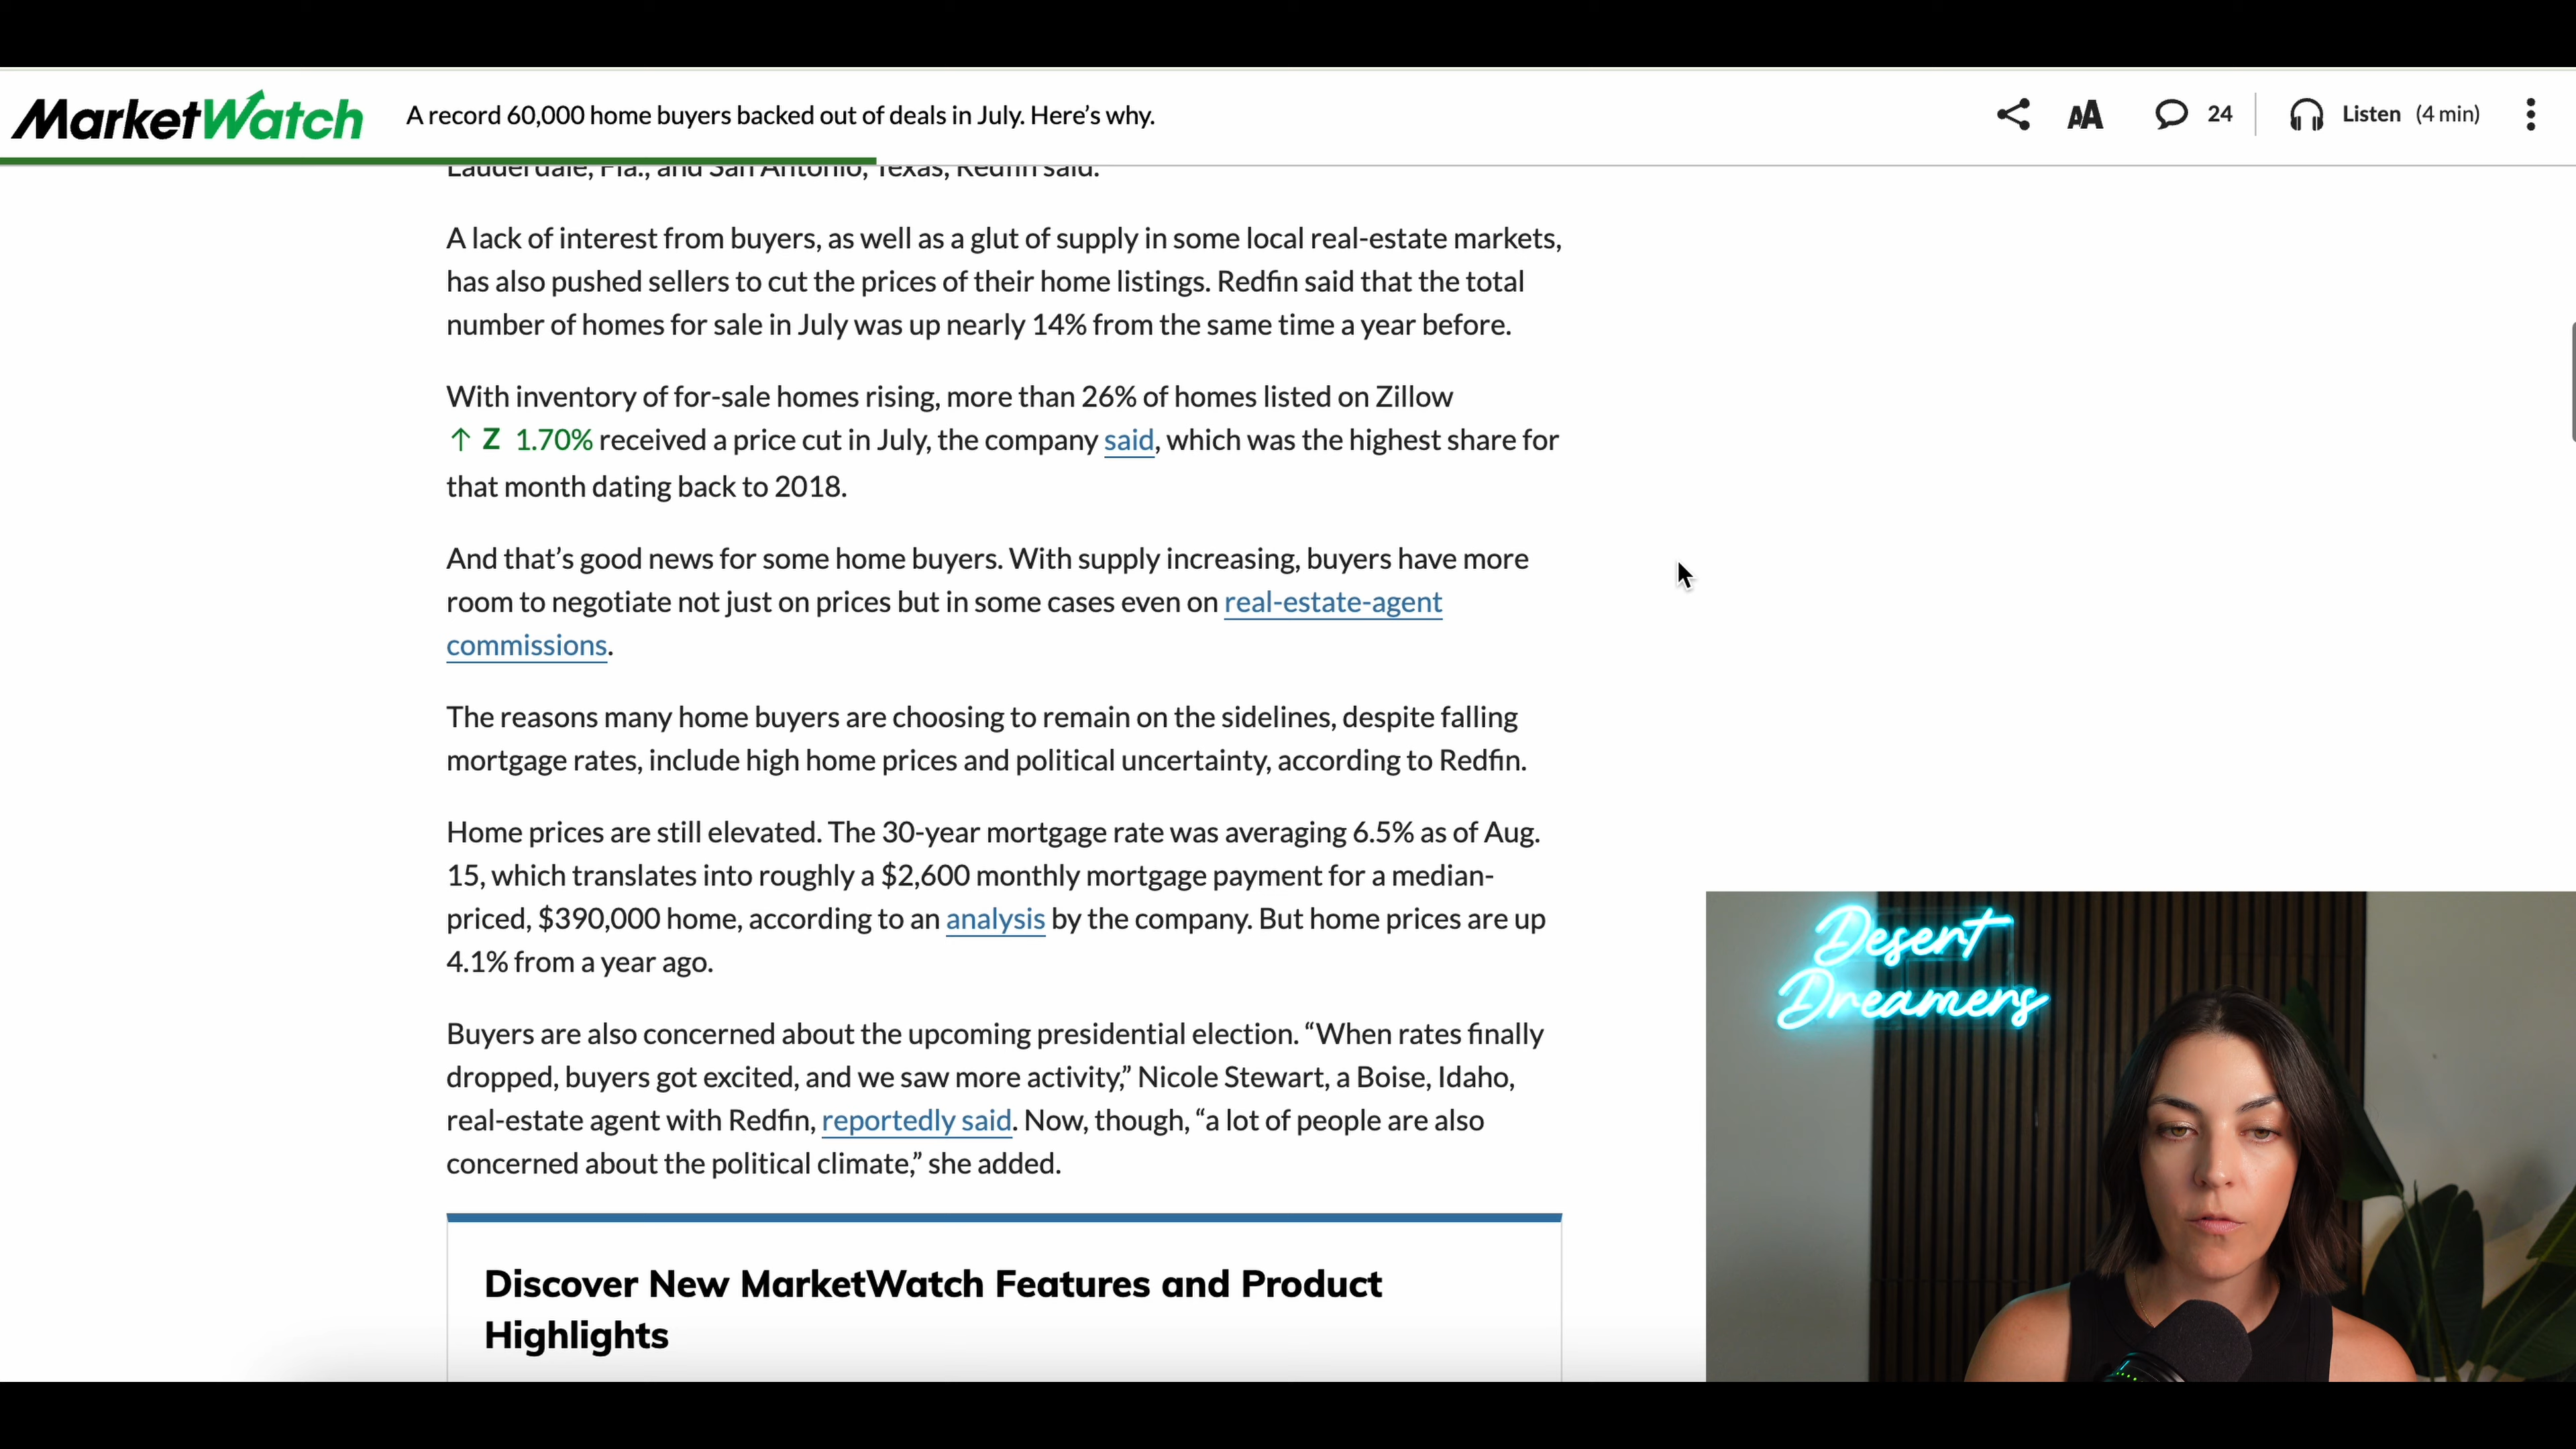 MarketWatch
A record 60,000 home buyers backed out of deals in July. Here’s why.
24
Listen (4 min)
Lauderdale, Fla., and San Antonio, Texas, Redfin said.
A lack of interest from buyers, as well as a glut of supply in some local real-estate markets,
has also pushed sellers to cut the prices of their home listings. Redfin said that the total
number of homes for sale in July was up nearly 14% from the same time a year before.
With inventory of for-sale homes rising, more than 26% of homes listed on Zillow
↑ Z 1.70% received a price cut in July, the company said, which was the highest share for
that month dating back to 2018.
And that’s good news for some home buyers. With supply increasing, buyers have more
room to negotiate not just on prices but in some cases even on real-estate-agent
commissions.
The reasons many home buyers are choosing to remain on the sidelines, despite falling
mortgage rates, include high home prices and political uncertainty, according to Redfin.
Home prices are still elevated. The 30-year mortgage rate was averaging 6.5% as of Aug.
15, which translates into roughly a $2,600 monthly mortgage payment for a median-
priced, $390,000 home, according to an analysis by the company. But home prices are up
4.1% from a year ago.
Buyers are also concerned about the upcoming presidential election. “When rates finally
dropped, buyers got excited, and we saw more activity,” Nicole Stewart, a Boise, Idaho,
real-estate agent with Redfin, reportedly said. Now, though, “a lot of people are also
concerned about the political climate,” she added.
Discover New MarketWatch Features and Product
Highlights
Desert
Dreamers